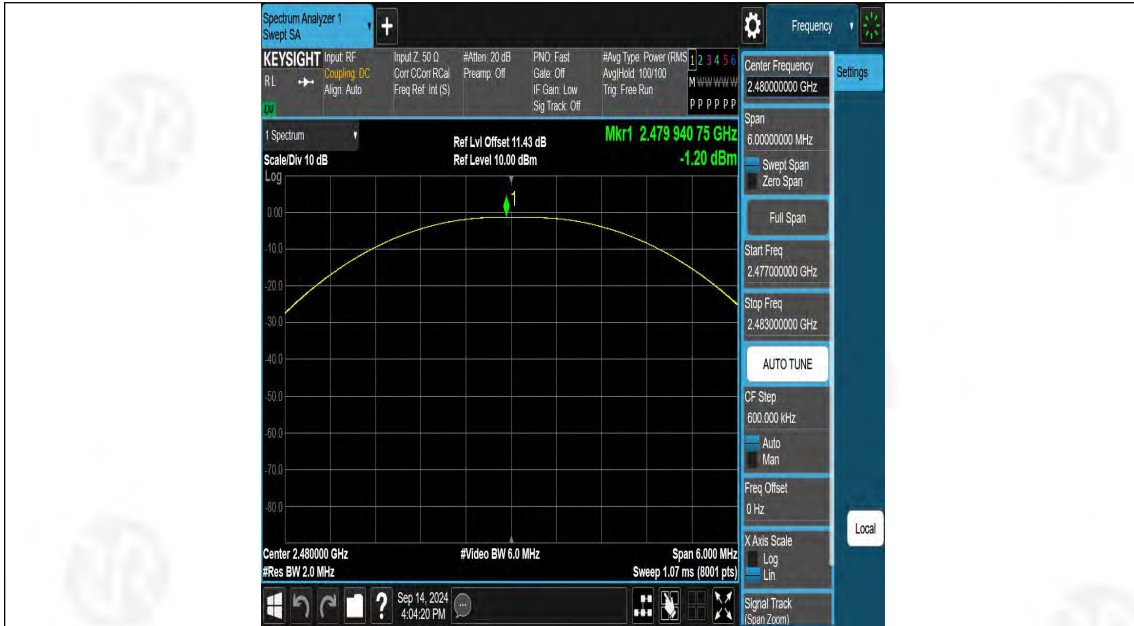 Spectrum Analyzer 1
Swept SA
+
Frequency
KEYSIGHT
RL
Input: RF
Coupling: DC
Align: Auto
Input Z: 50 Ω
Corr CCorr RCal
Freq Ref: Int (S)
#Atten: 20 dB
Preamp: Off
PNO: Fast
Gate: Off
IF Gain: Low
Sig Track: Off
#Avg Type: Power (RMS
Avg|Hold: 100/100
Trig: Free Run
1 2 3 4 5 6
M W W W W W
P P P P P P
LXI
1 Spectrum
Scale/Div 10 dB
Log
Ref Lvl Offset 11.43 dB
Ref Level 10.00 dBm
Mkr1 2.479 940 75 GHz
-1.20 dBm
1
0.00
-10.0
-20.0
-30.0
-40.0
-50.0
-60.0
-70.0
-80.0
Center 2.480000 GHz
#Res BW 2.0 MHz
#Video BW 6.0 MHz
Span 6.000 MHz
Sweep 1.07 ms (8001 pts)
Sep 14, 2024
4:04:20 PM
Settings
Center Frequency
2.480000000 GHz
Span
6.00000000 MHz
Swept Span
Zero Span
Full Span
Start Freq
2.477000000 GHz
Stop Freq
2.483000000 GHz
AUTO TUNE
CF Step
600.000 kHz
Auto
Man
Freq Offset
0 Hz
X Axis Scale
Log
Lin
Signal Track
(Span Zoom)
Local